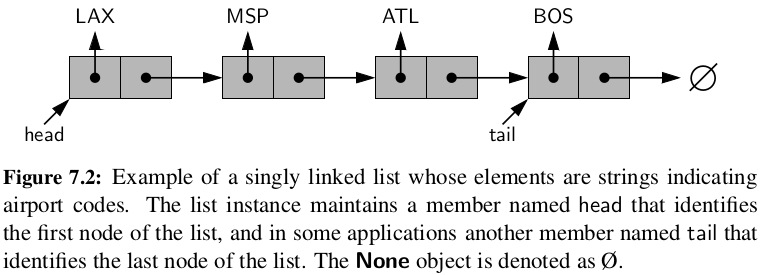 LAX MSP ATL BOS
∅
head tail
Figure 7.2: Example of a singly linked list whose elements are strings indicating
airport codes. The list instance maintains a member named head that identifies
the first node of the list, and in some applications another member named tail that
identifies the last node of the list. The None object is denoted as Ø.